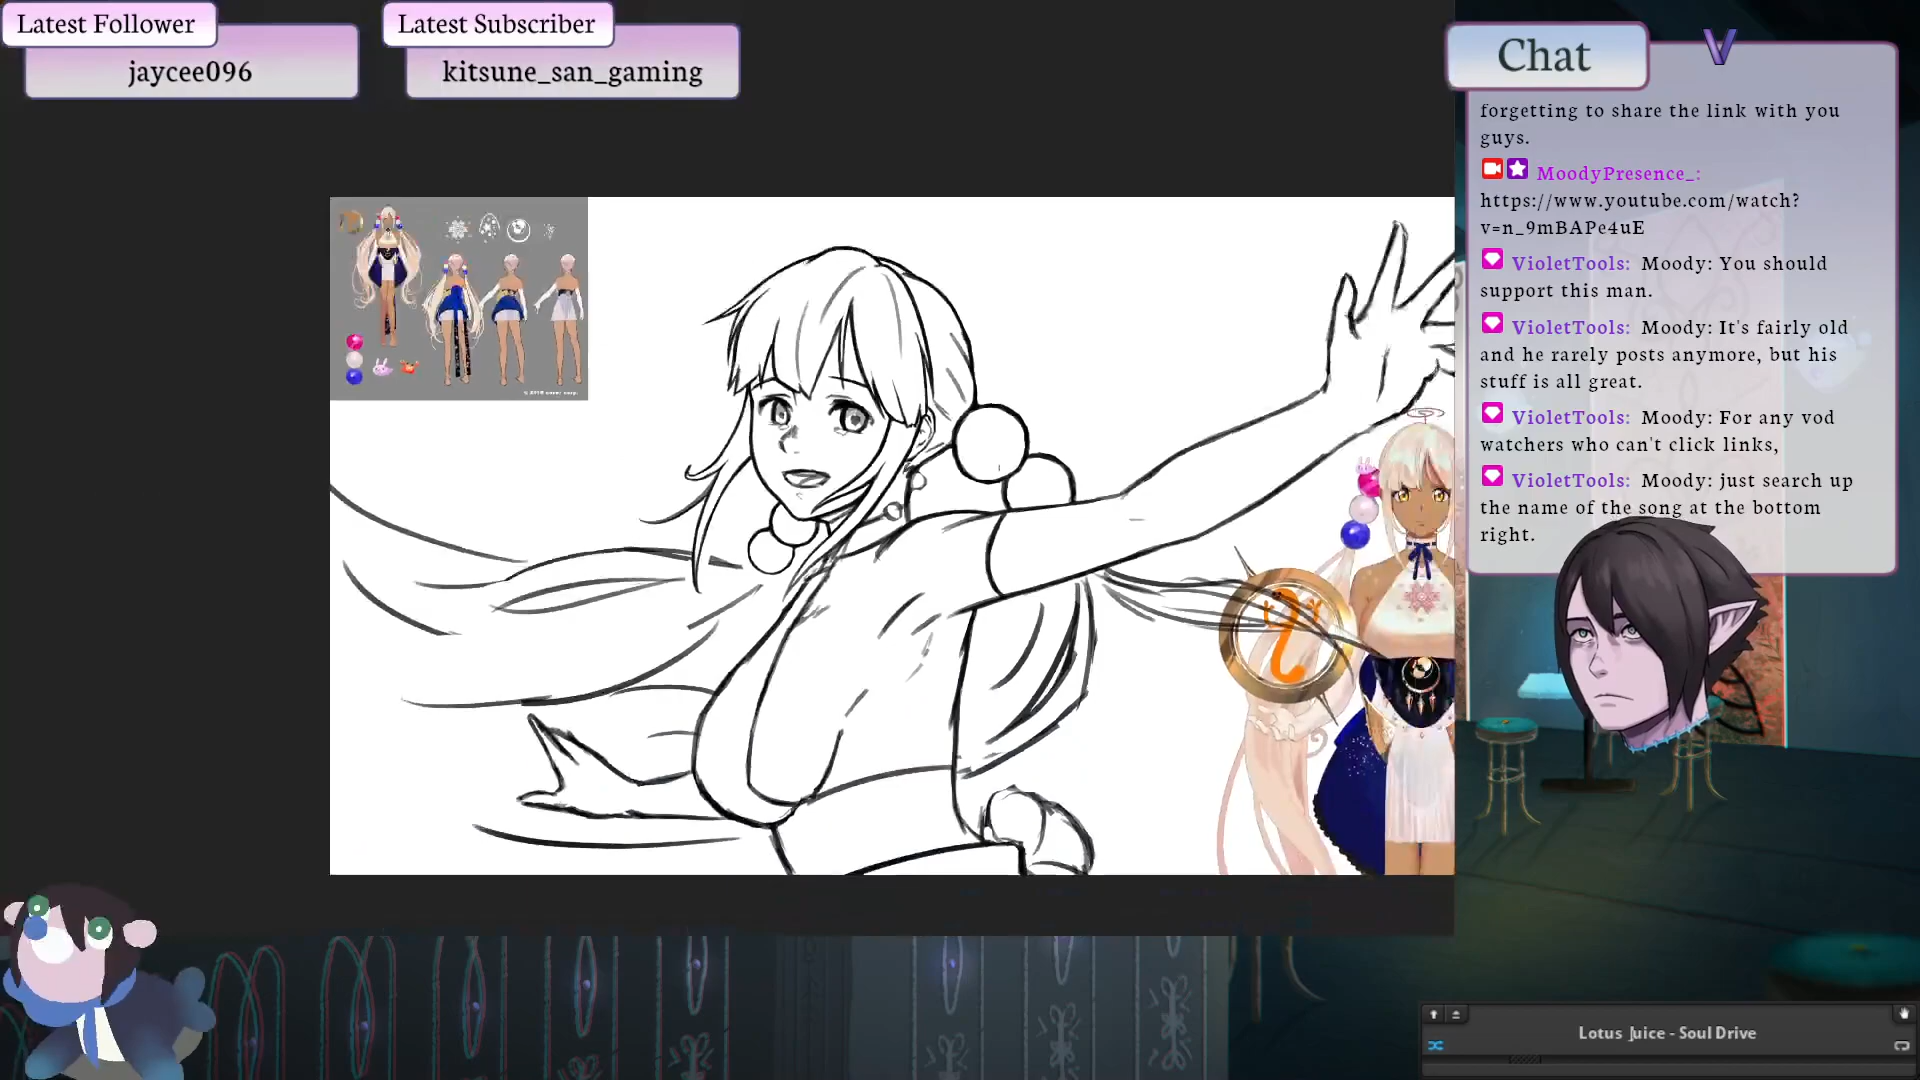 Latest Follower
jaycee096
Latest Subscriber
kitsune_san_gaming
Chat
forgetting to share the link with you
guys.
MoodyPresence_:
https://www.youtube.com/watch?
v=n_9mBAPe4uE
VioletTools: Moody: You should
support this man.
VioletTools: Moody: It's fairly old
and he rarely posts anymore, but his
stuff is all great.
VioletTools: Moody: For any vod
watchers who can't click links,
VioletTools: Moody: just search up
the name of the song at the bottom
right.
Lotus Juice - Soul Drive